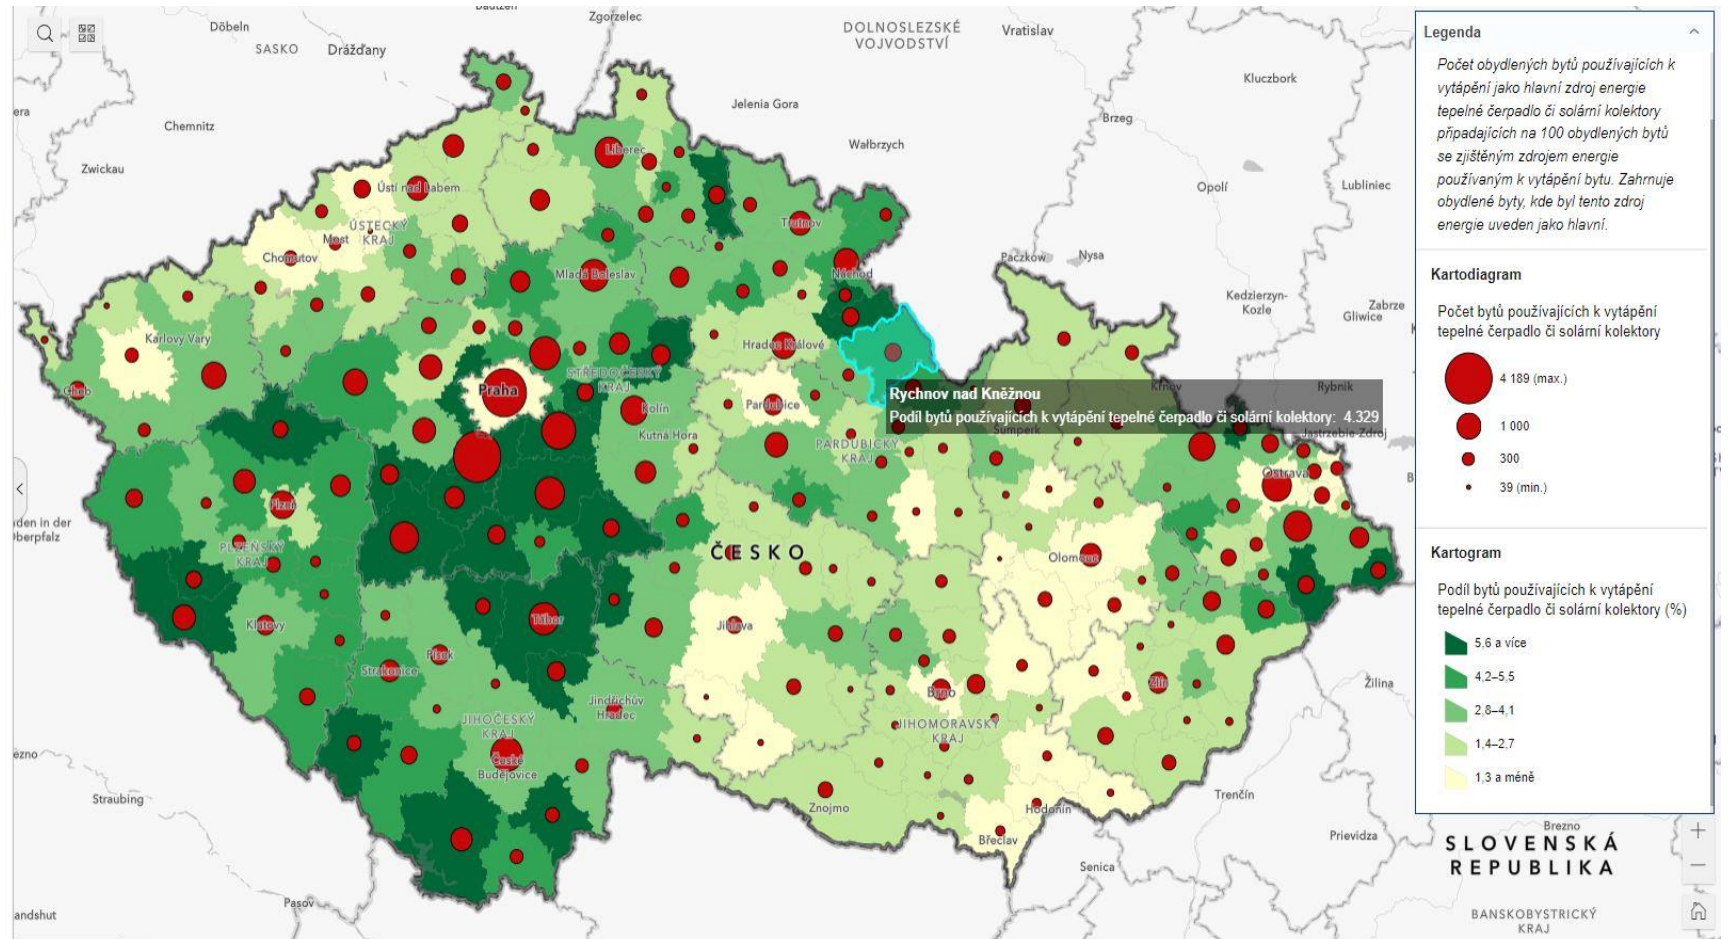 Bautzen
Zgorzelec
Döbeln
SASKO
Drážďany
DOLNOSLEZSKÉ
VOJVODSTVÍ
Vratislav
Jelenia Gora
Kluczbork
Chemnitz
Brzeg
Wałbrzych
Zwickau
Liberec
Ústí nad Labem
Opolí
Lubliniec
ÚSTECKÝ
KRAJ
Most
Trutnov
Chomutov
Mladá Boleslav
Náchod
Paczków
Nysa
Kedzierzyn-
Kozle
Zabrze
Gliwice
Karlovy Vary
Hradec Králové
STŘEDOČESKÝ
KRAJ
Cheb
Praha
Krnov
Rybnik
Rychnov nad Kněžnou
Podíl bytů používajících k vytápění tepelné čerpadlo či solární kolektory: 4.329
Kolín
Pardubice
Kutná Hora
PARDUBICKÝ
KRAJ
Šumperk
Jastrzebie-Zdroj
Ostrava
Plzeň
den in der
Oberpfalz
PLZEŇSKÝ
KRAJ
ČESKO
Olomouc
Klatovy
Tábor
Jihlava
Písek
Strakonice
Brno
Zlín
Žilina
Jindřichův
Hradec
JIHOČESKÝ
KRAJ
JIHOMORAVSKÝ
KRAJ
České
Budějovice
Straubing
Znojmo
Hodonín
Trenčín
Břeclav
Prievidza
Brezno
SLOVENSKÁ
REPUBLIKA
Senica
Pasov
andshut
BANSKOBYSTRICKÝ
KRAJ
Legenda
Počet obydlených bytů používajících k
vytápění jako hlavní zdroj energie
tepelné čerpadlo či solární kolektory
připadajících na 100 obydlených bytů
se zjištěným zdrojem energie
používaným k vytápění bytu. Zahrnuje
obydlené byty, kde byl tento zdroj
energie uveden jako hlavní.
Kartodiagram
Počet bytů používajících k vytápění
tepelné čerpadlo či solární kolektory
4 189 (max.)
1 000
300
39 (min.)
Kartogram
Podíl bytů používajících k vytápění
tepelné čerpadlo či solární kolektory (%)
5,6 a více
4,2–5,5
2,8–4,1
1,4–2,7
1,3 a méně